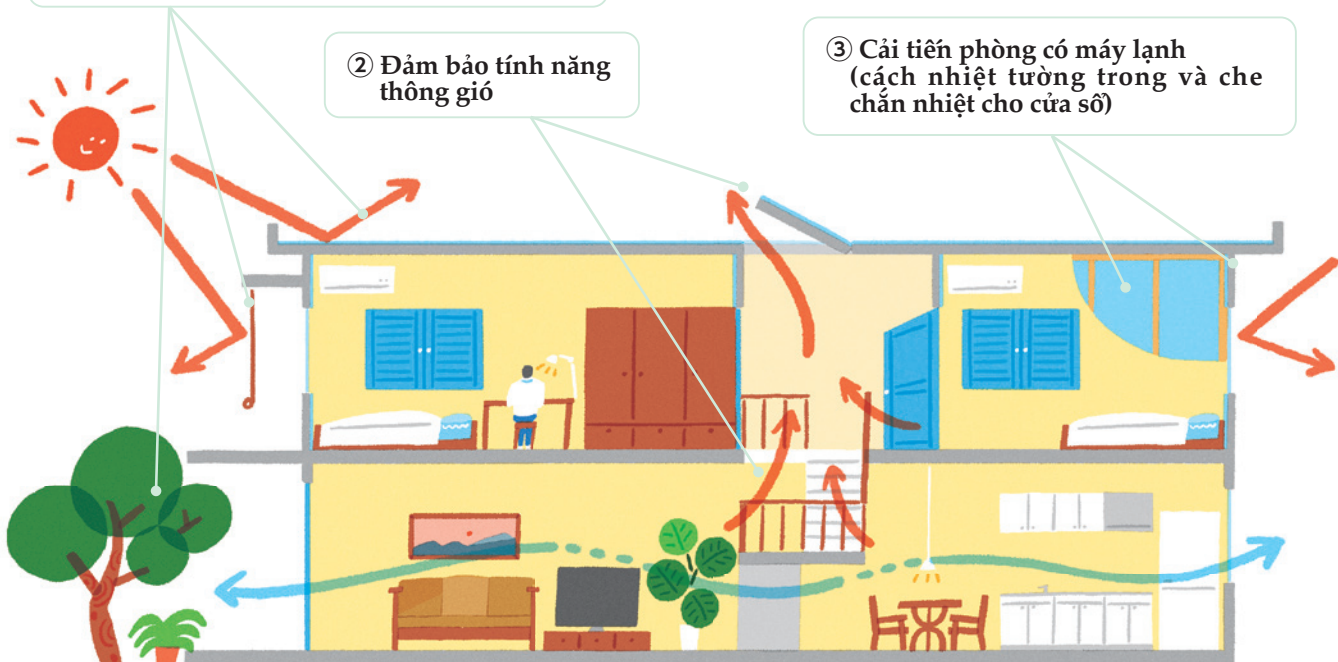 ② Đảm bảo tính năng
thông gió
③ Cải tiến phòng có máy lạnh
(cách nhiệt tường trong và che
chắn nhiệt cho cửa sổ)